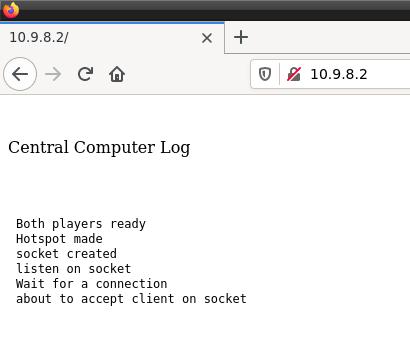 10.9.8.2/
10.9.8.2
Central Computer Log
Both players ready
Hotspot made
socket created
listen on socket
Wait for a connection
about to accept client on socket